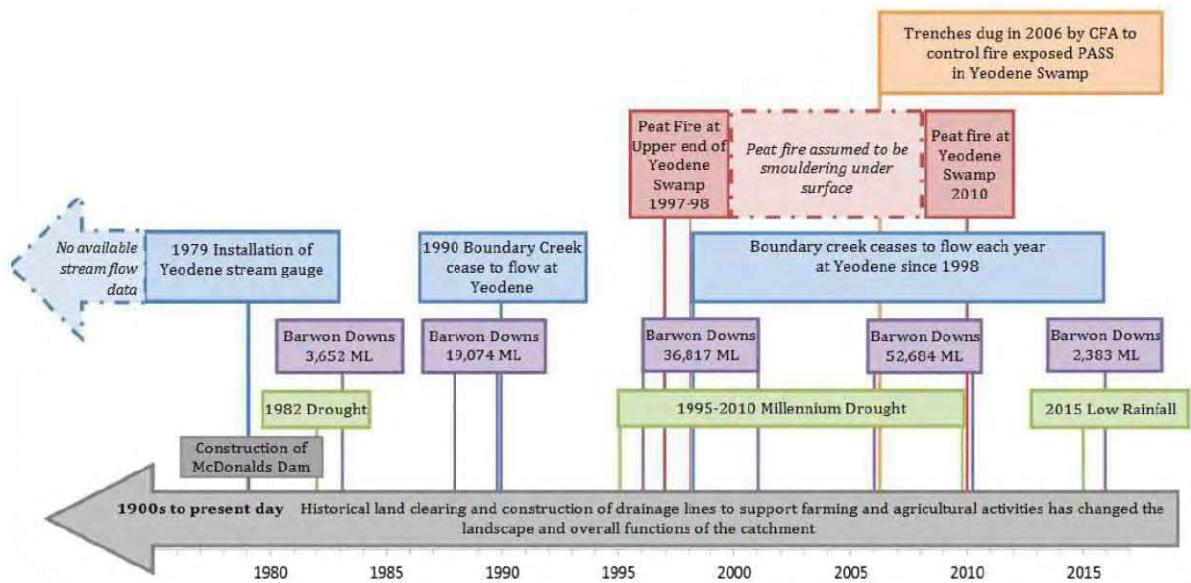 Trenches dug in 2006 by CFA to
control fire exposed PASS
in Yeodene Swamp
Peat Fire at
Upper end of
Yeodene
Swamp
1997-98
Peat fire assumed to be
smouldering under
surface
Peat fire at
Yeodene
Swamp
2010
No available
stream flow
data
1979 Installation of
Yeodene stream gauge
1990 Boundary Creek
cease to flow at
Yeodene
Boundary creek ceases to flow each year
at Yeodene since 1998
Barwon Downs
3,652 ML
Barwon Downs
19,074 ML
Barwon Downs
36,817 ML
Barwon Downs
52,684 ML
Barwon Downs
2,383 ML
1982 Drought
1995-2010 Millennium Drought
2015 Low Rainfall
Construction of
McDonalds Dam
1900s to present day Historical land clearing and construction of drainage lines to support farming and agricultural activities has changed the
landscape and overall functions of the catchment
1980 1985 1990 1995 2000 2005 2010 2015